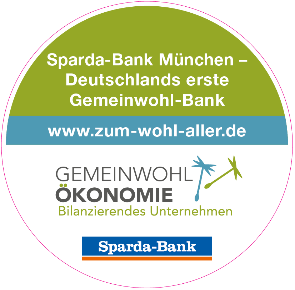 Sparda-Bank München –
Deutschlands erste
Gemeinwohl-Bank
www.zum-wohl-aller.de
GEMEINWOHL
ÖKONOMIE
Bilanzierendes Unternehmen
Sparda-Bank